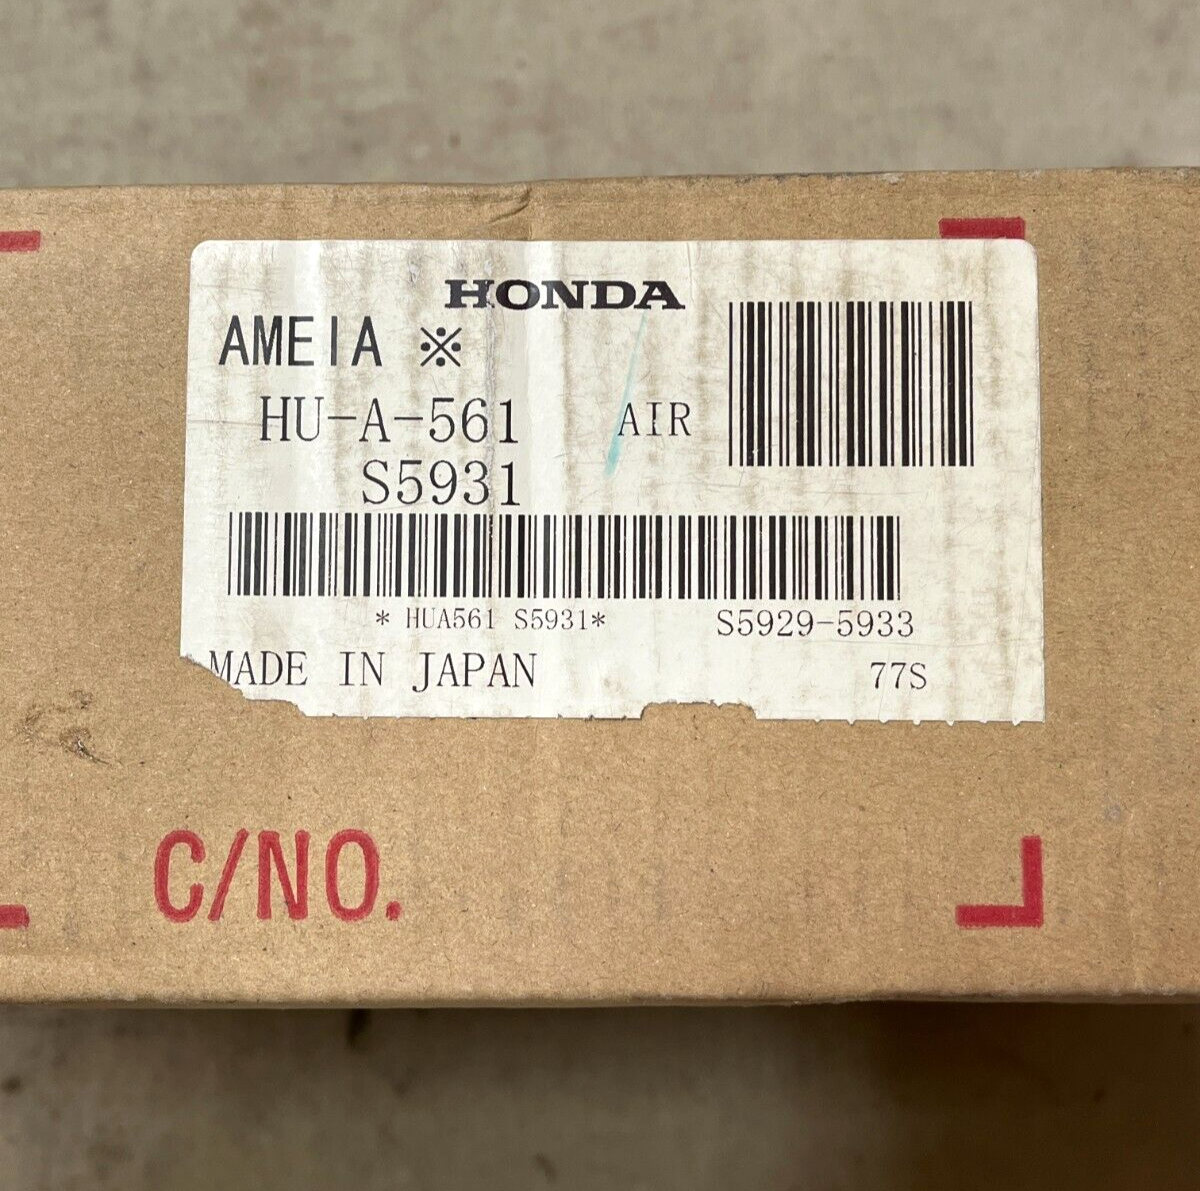 HONDA
AMEIA ※
HU-A-561 AIR
S5931
* HUA561 S5931* S5929-5933
MADE IN JAPAN 77S
C/NO.